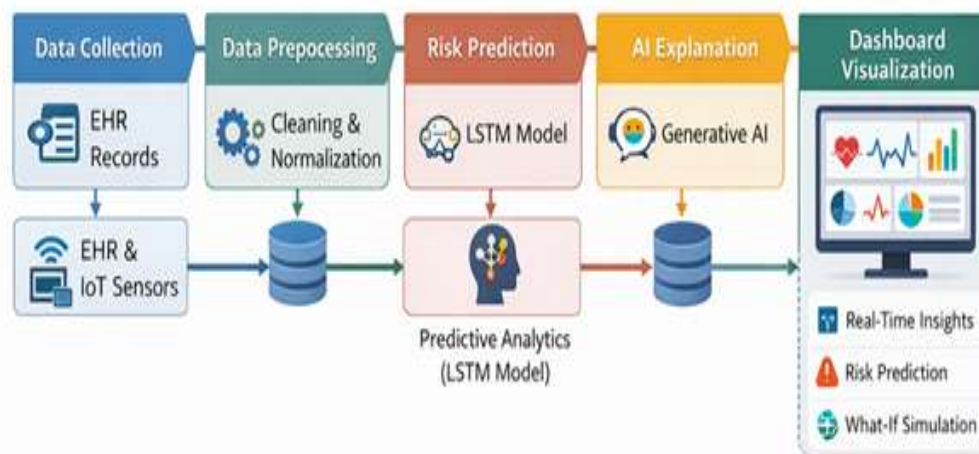 Data Collection
Data Prepocessing
Risk Prediction
AI Explanation
Dashboard
Visualization
EHR
Records
Cleaning &
Normalization
LSTM Model
Generative AI
EHR &
IoT Sensors
Predictive Analytics
(LSTM Model)
Real-Time Insights
Risk Prediction
What-If Simulation